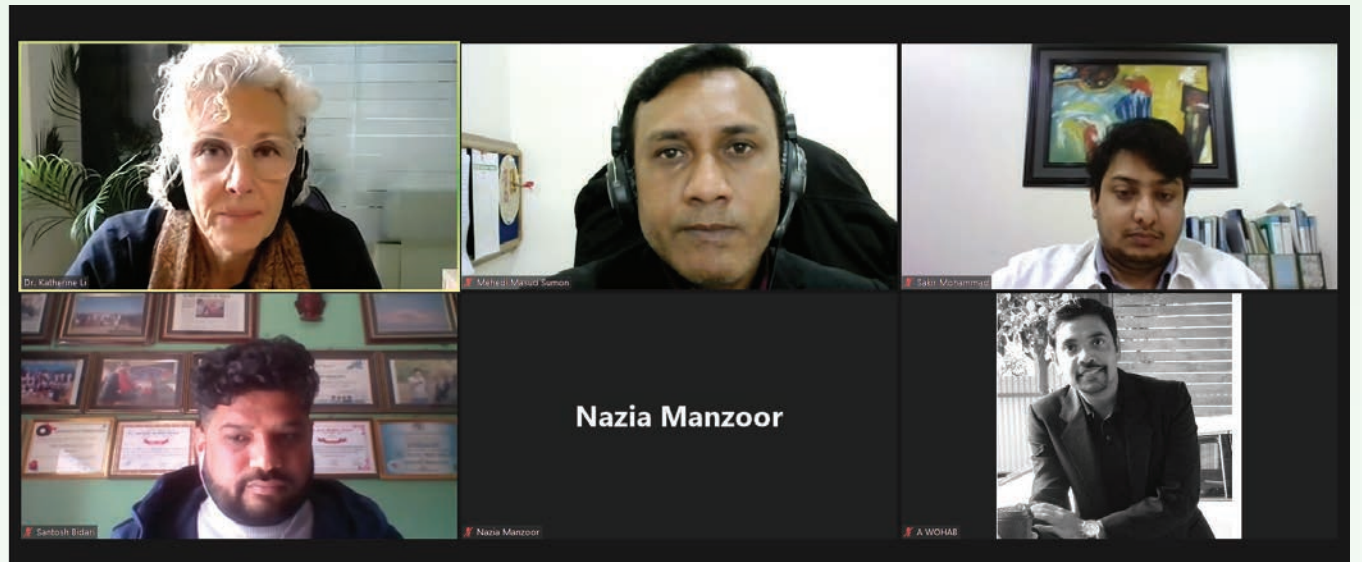 Dr. Katherine Li
Mehedi Masud Sumon
Sakir Mohammad
Nazia Manzoor
Santosh Bidari
Nazia Manzoor
A WOHAB